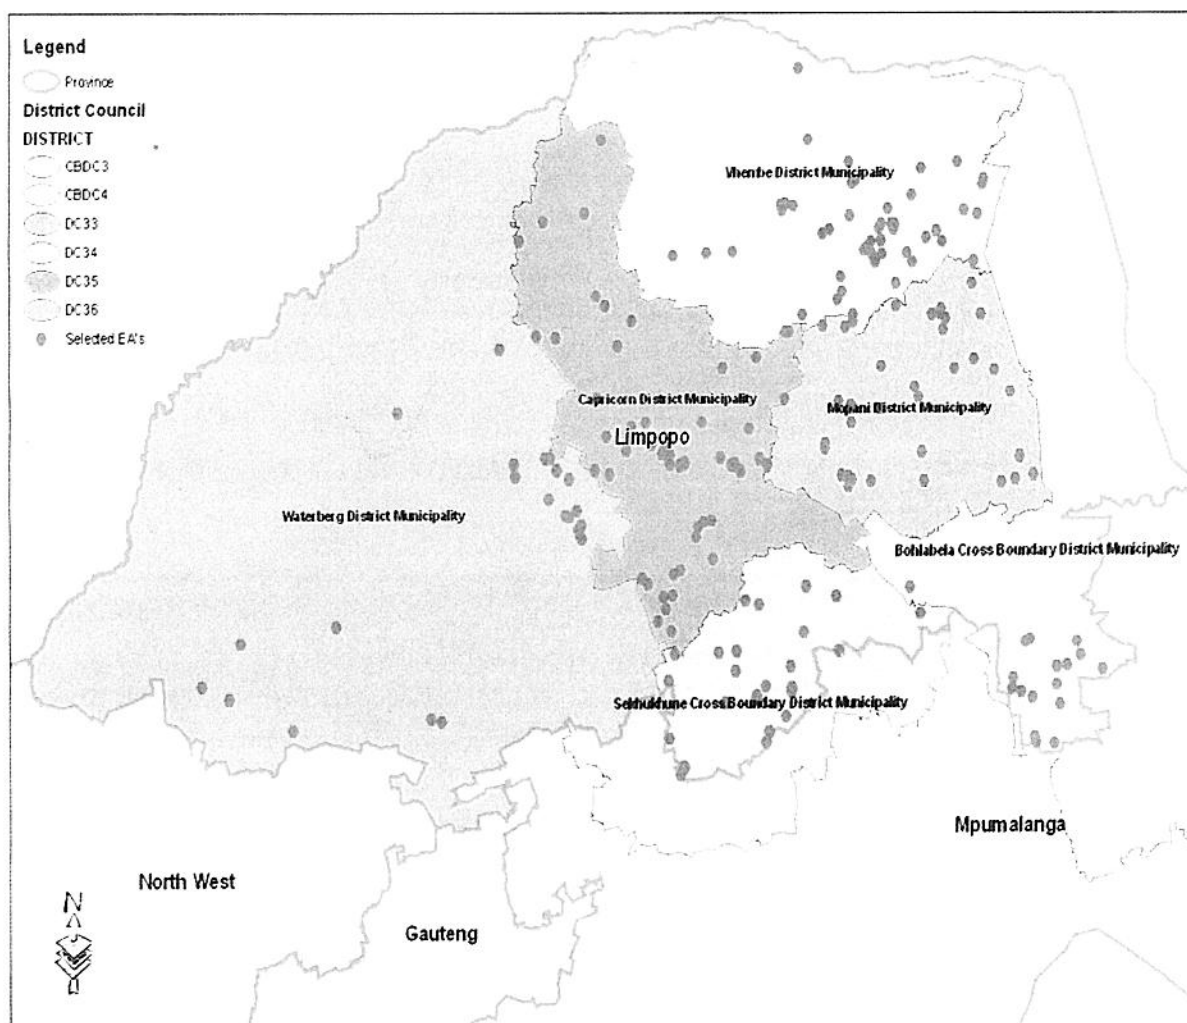 Legend
Province
District Council
DISTRICT
CBDC3
CBDC4
DC33
DC34
DC35
DC36
Selected EA's
Vhembe District Municipality
Capricorn District Municipality
Mopani District Municipality
Limpopo
Waterberg District Municipality
Bohlabela Cross Boundary District Municipality
Sekhukhune Cross Boundary District Municipality
Mpumalanga
North West
Gauteng
N